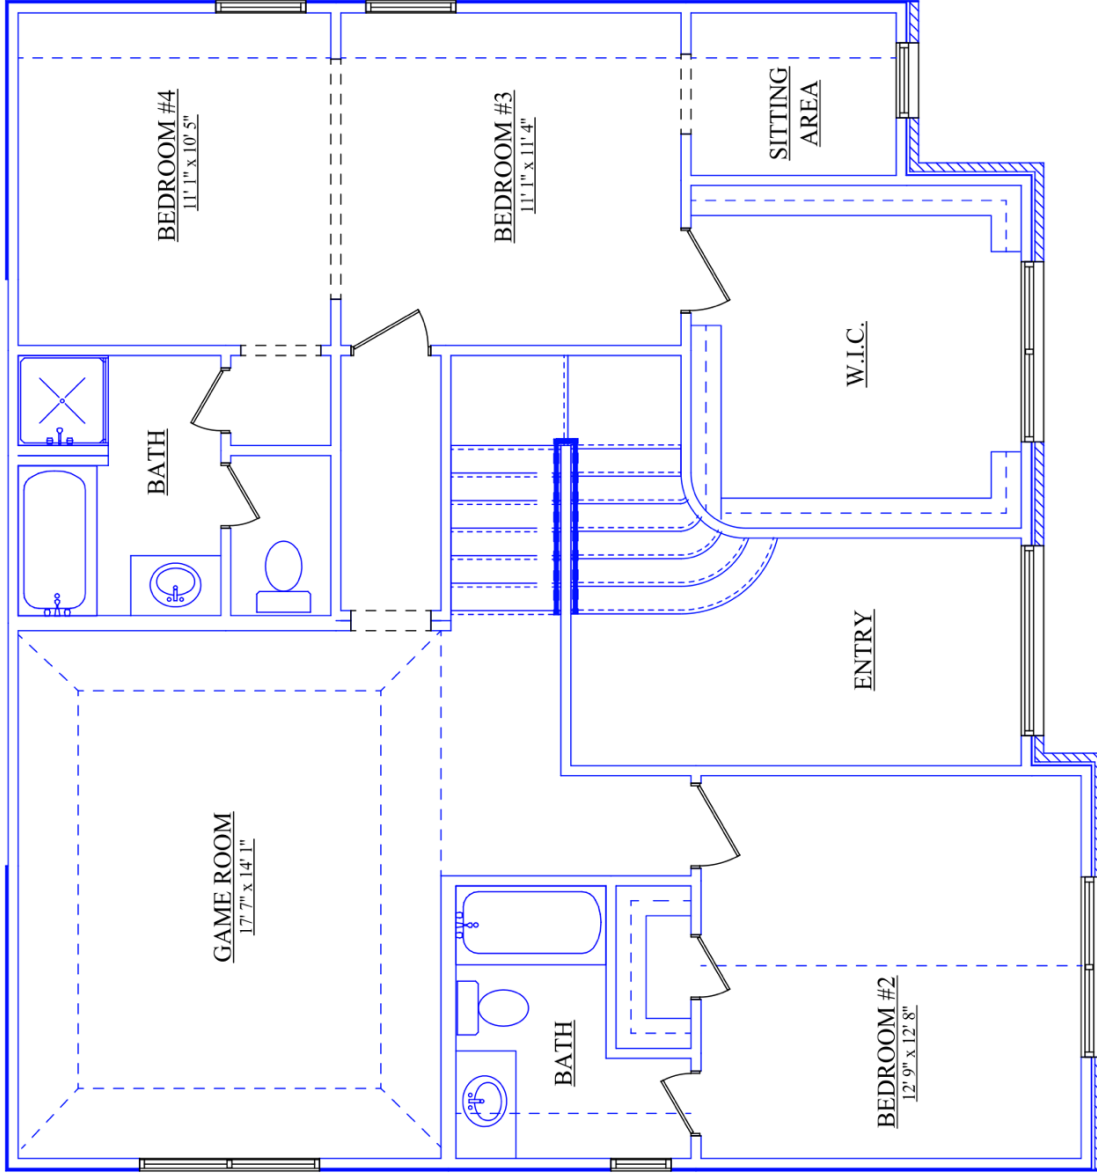 GAME ROOM
17' 7" x 14' 1"
BATH
BEDROOM #4
11' 1" x 10' 5"
BATH
BEDROOM #3
11' 1" x 11' 4"
BEDROOM #2
12' 9" x 12' 8"
ENTRY
W.I.C.
SITTING
AREA